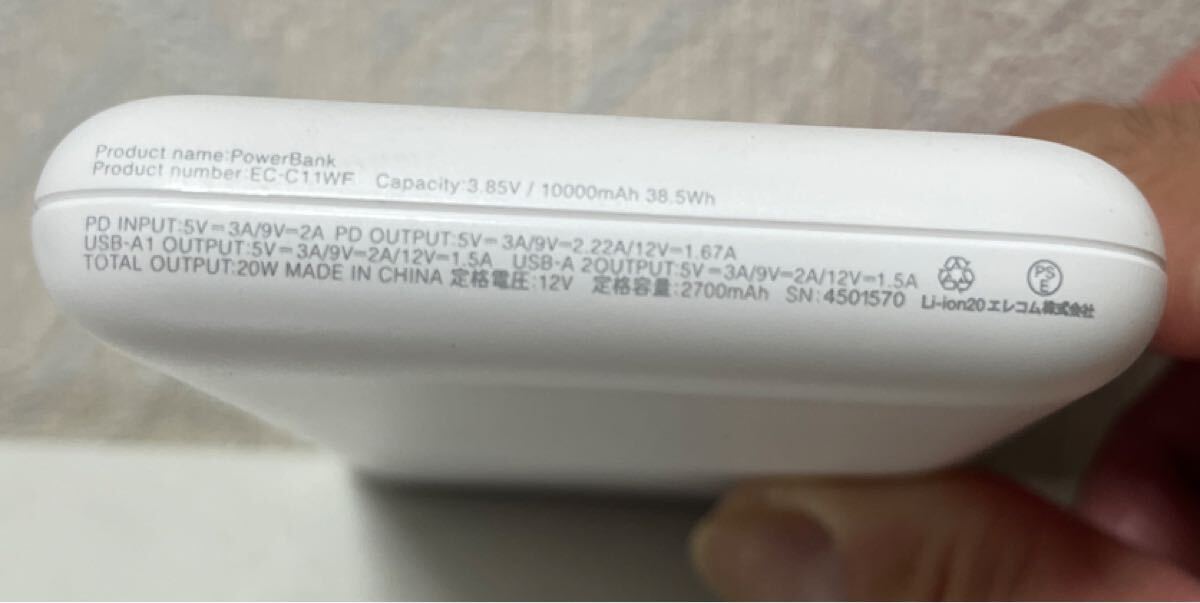 Product name:PowerBank
Product number:EC-C11WF Capacity:3.85V / 10000mAh 38.5Wh
PD INPUT:5V⎓3A/9V⎓2A PD OUTPUT:5V⎓3A/9V⎓2.22A/12V⎓1.67A
USB-A1 OUTPUT:5V⎓3A/9V⎓2A/12V⎓1.5A USB-A 2OUTPUT:5V⎓3A/9V⎓2A/12V⎓1.5A
TOTAL OUTPUT:20W MADE IN CHINA 定格電圧:12V 定格容量:2700mAh SN:4501570
Li-ion20 エレコム株式会社
PS
E